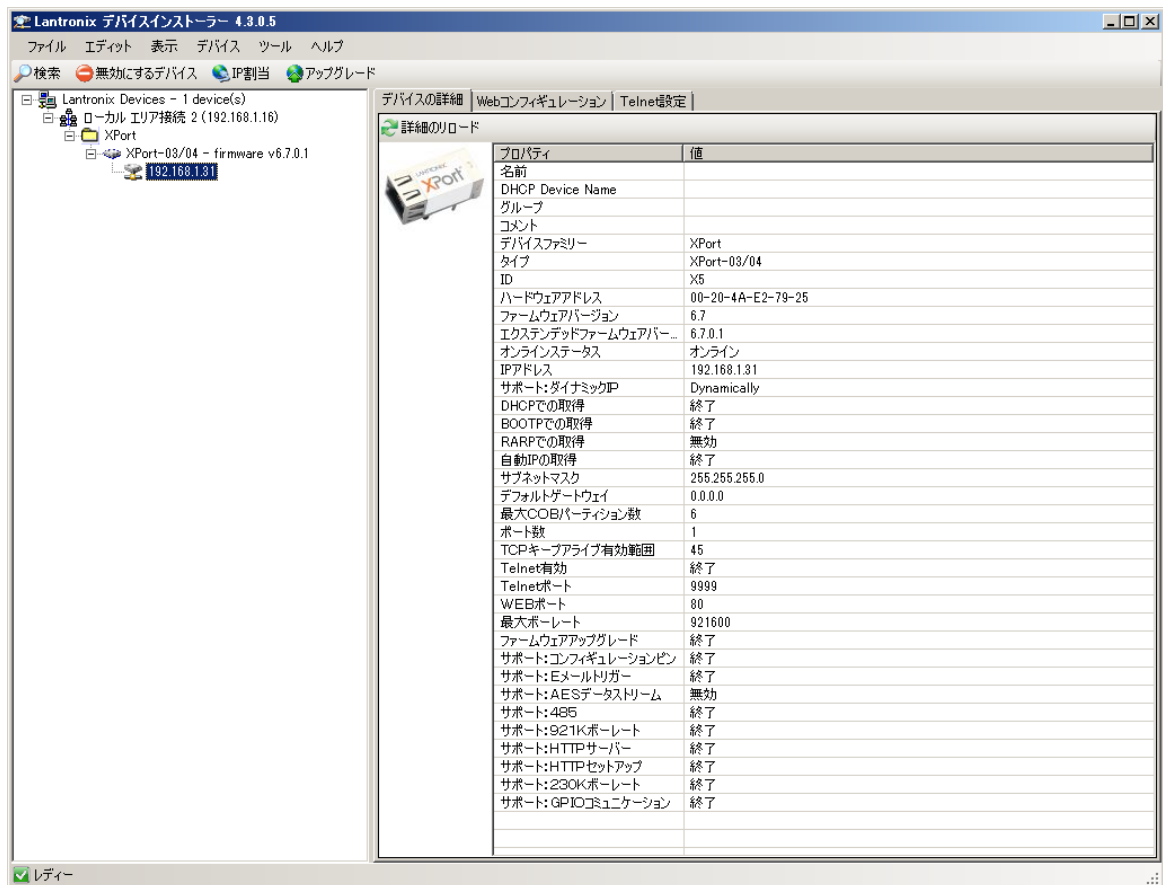 Lantronix デバイスインストーラー 4.3.0.5
ファイル エディット 表示 デバイス ツール ヘルプ
検索 無効にするデバイス IP割当 アップグレード
Lantronix Devices - 1 device(s)
ローカル エリア接続 2 (192.168.1.16)
XPort
XPort-03/04 - firmware v6.7.0.1
192.168.1.31
デバイスの詳細 Webコンフィギュレーション Telnet設定
詳細のリロード
LANTRONIX
XPort
プロパティ 値
名前
DHCP Device Name
グループ
コメント
デバイスファミリー XPort
タイプ XPort-03/04
ID X5
ハードウェアアドレス 00-20-4A-E2-79-25
ファームウェアバージョン 6.7
エクステンデッドファームウェアバー... 6.7.0.1
オンラインステータス オンライン
IPアドレス 192.168.1.31
サポート:ダイナミックIP Dynamically
DHCPでの取得 終了
BOOTPでの取得 終了
RARPでの取得 無効
自動IPの取得 終了
サブネットマスク 255.255.255.0
デフォルトゲートウェイ 0.0.0.0
最大COBパーティション数 6
ポート数 1
TCPキープアライブ有効範囲 45
Telnet有効 終了
Telnetポート 9999
WEBポート 80
最大ボーレート 921600
ファームウェアアップグレード 終了
サポート:コンフィギュレーションピン 終了
サポート:Eメールトリガー 終了
サポート:AESデータストリーム 無効
サポート:485 終了
サポート:921Kボーレート 終了
サポート:HTTPサーバー 終了
サポート:HTTPセットアップ 終了
サポート:230Kボーレート 終了
サポート:GPIOコミュニケーション 終了
レディー